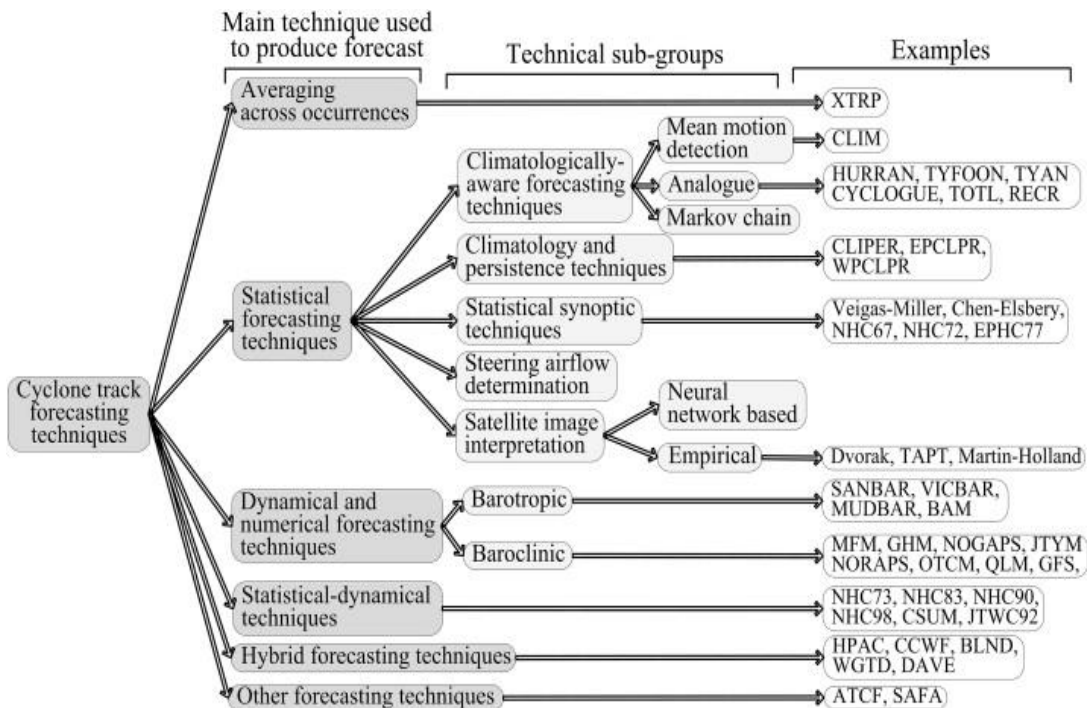 Main technique used
to produce forecast
Technical sub-groups
Examples
Averaging
across occurrences
XTRP
Mean motion
detection
CLIM
Climatologically-
aware forecasting
techniques
Analogue
HURRAN, TYFOON, TYAN
CYCLOGUE, TOTL, RECR
Markov chain
Climatology and
persistence techniques
CLIPER, EPCLPR,
WPCLPR
Statistical
forecasting
techniques
Statistical synoptic
techniques
Veigas-Miller, Chen-Elsbery,
NHC67, NHC72, EPHC77
Steering airflow
determination
Cyclone track
forecasting
techniques
Satellite image
interpretation
Neural
network based
Empirical
Dvorak, TAPT, Martin-Holland
Dynamical and
numerical forecasting
techniques
Barotropic
SANBAR, VICBAR,
MUDBAR, BAM
Baroclinic
MFM, GHM, NOGAPS, JTYM
NORAPS, OTCM, QLM, GFS,
Statistical-dynamical
techniques
NHC73, NHC83, NHC90,
NHC98, CSUM, JTWC92
Hybrid forecasting techniques
HPAC, CCWF, BLND,
WGTD, DAVE
Other forecasting techniques
ATCF, SAFA